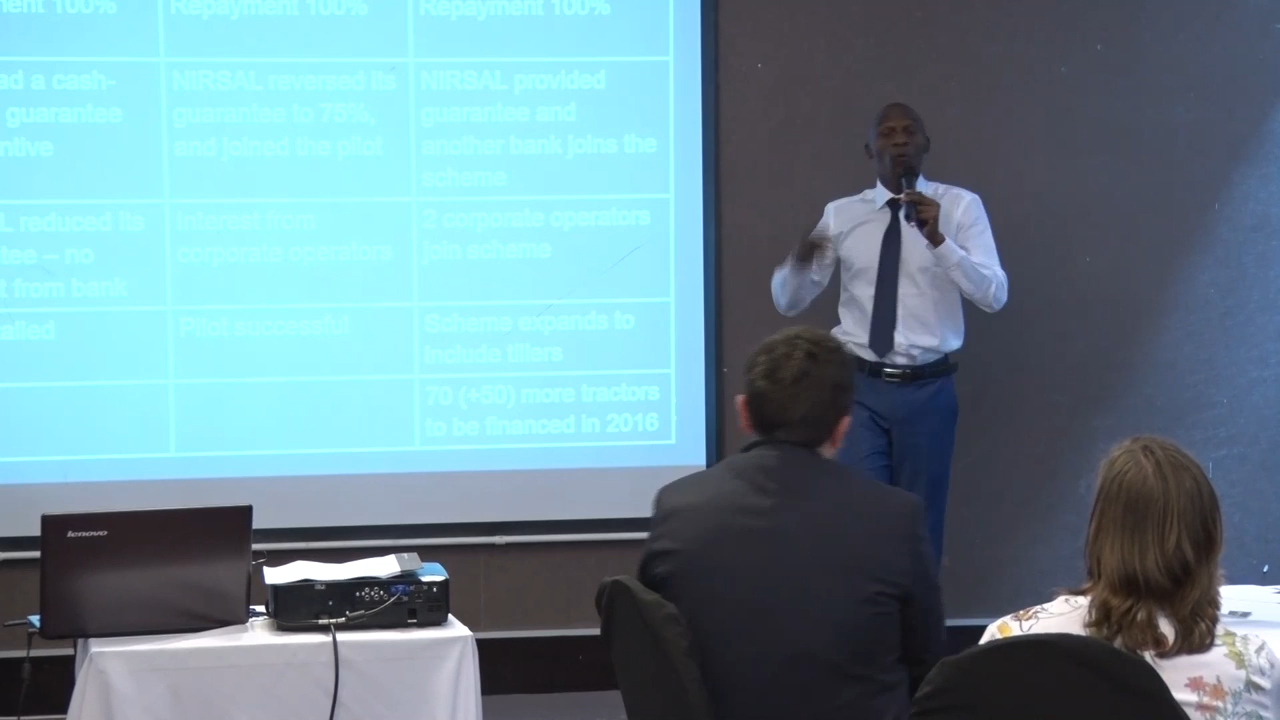 ent 100%
Repayment 100%
Repayment 100%
ed a cash-
guarantee
ntive
NIRSAL reversed its
guarantee to 75%,
and joined the pilot
NIRSAL provided
guarantee and
another bank joins the
scheme
L reduced its
tee – no
t from bank
from
corporate operators
2 corporate operators
join scheme
ailed
Pilot successful
Scheme expands to
include tillers
70 (+50) more tractors
to be financed in 2016
lenovo